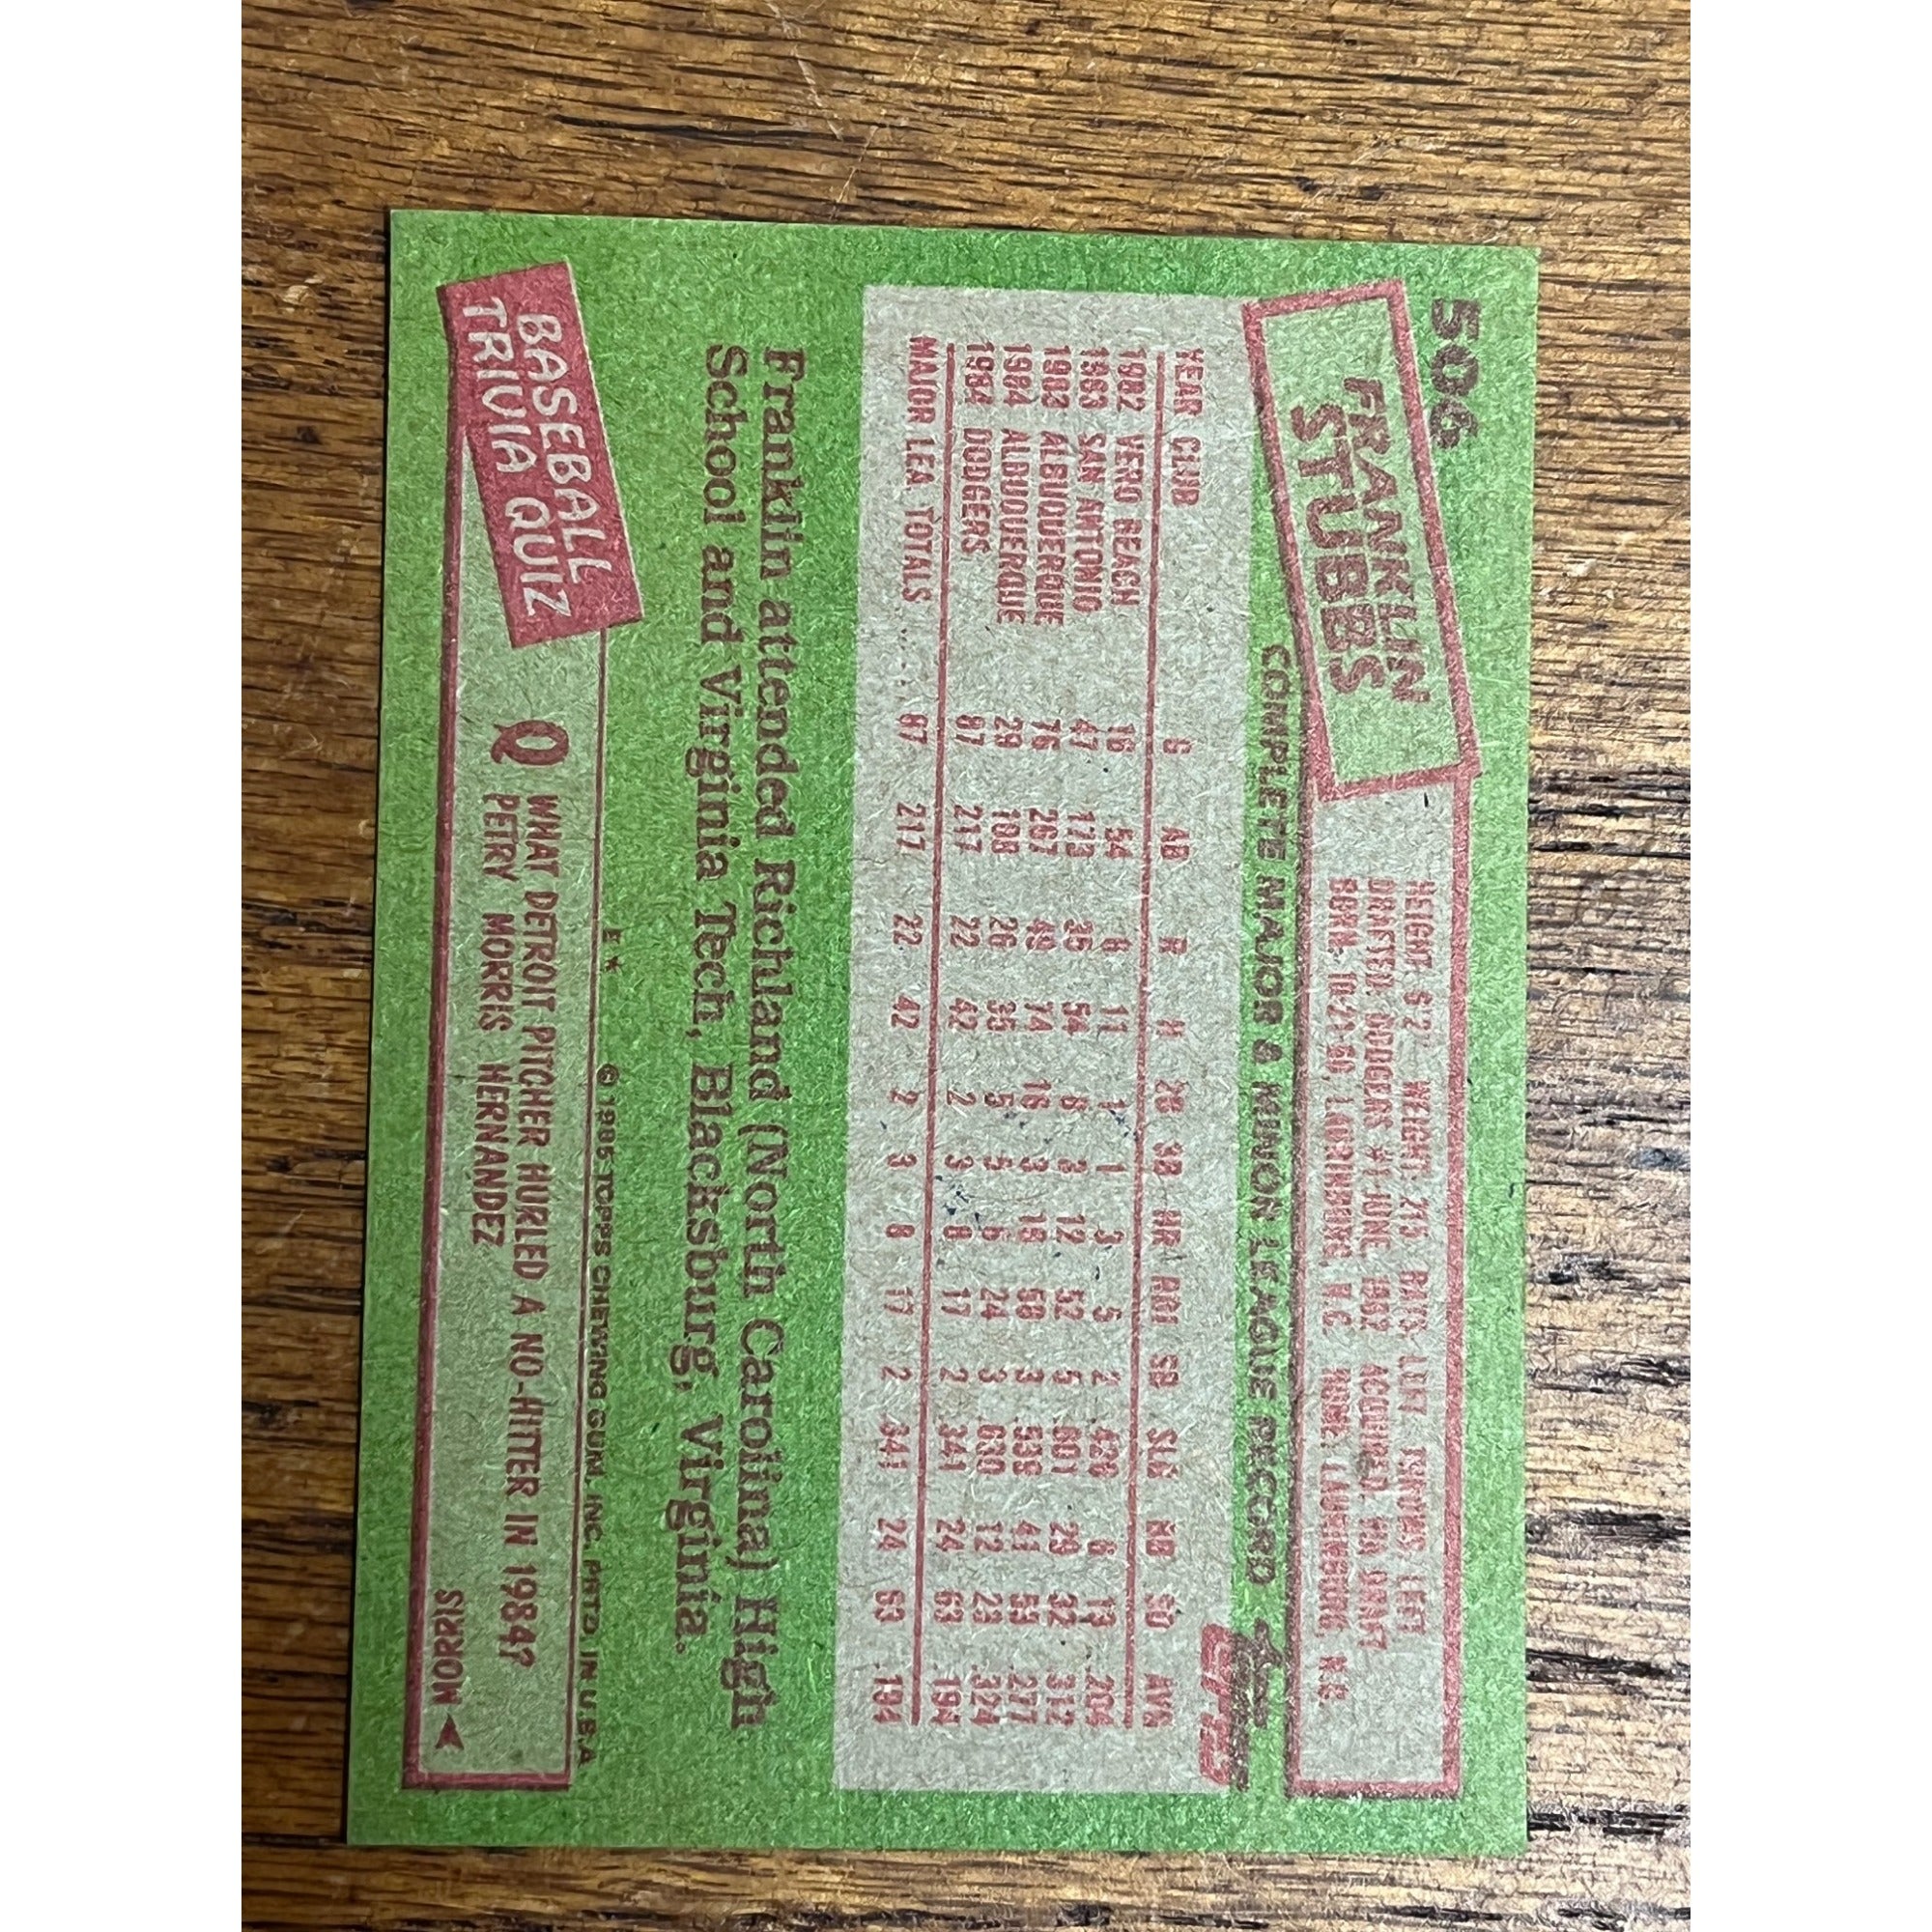 506
FRANKLIN
STUBBS
HEIGHT: 6'2" WEIGHT: 215 BATS: LEFT THROWS: LEFT
DRAFTED: DODGERS #1-JUNE, 1982 ACQUIRED: VIA DRAFT
BORN: 10-21-60, LAURINBURG, N.C. HOME: LAURINBURG, N.C.
COMPLETE MAJOR & MINOR LEAGUE RECORD Topps
YEAR CLUB G AB R H 2B 3B HR RBI SB SLG BB SO AVG
1982 VERO BEACH 16 54 6 11 1 1 3 5 2 .426 6 13 .204
1983 SAN ANTONIO 47 173 35 54 8 3 12 52 5 .601 29 32 .312
1983 ALBUQUERQUE 76 267 49 74 16 3 16 58 3 .539 41 59 .277
1984 ALBUQUERQUE 29 108 26 35 5 5 6 24 3 .630 12 23 .324
1984 DODGERS 87 217 22 42 2 3 8 17 2 .341 24 63 .194
MAJOR LEA. TOTALS ..... 87 217 22 42 2 3 8 17 2 .341 24 63 .194
Franklin attended Richland (North Carolina) High
School and Virginia Tech, Blacksburg, Virginia.
E* © 1985 TOPPS CHEWING GUM, INC. PRTD. IN U.S.A.
BASEBALL
TRIVIA QUIZ
Q WHAT DETROIT PITCHER HURLED A NO-HITTER IN 1984?
PETRY MORRIS HERNANDEZ
MORRIS